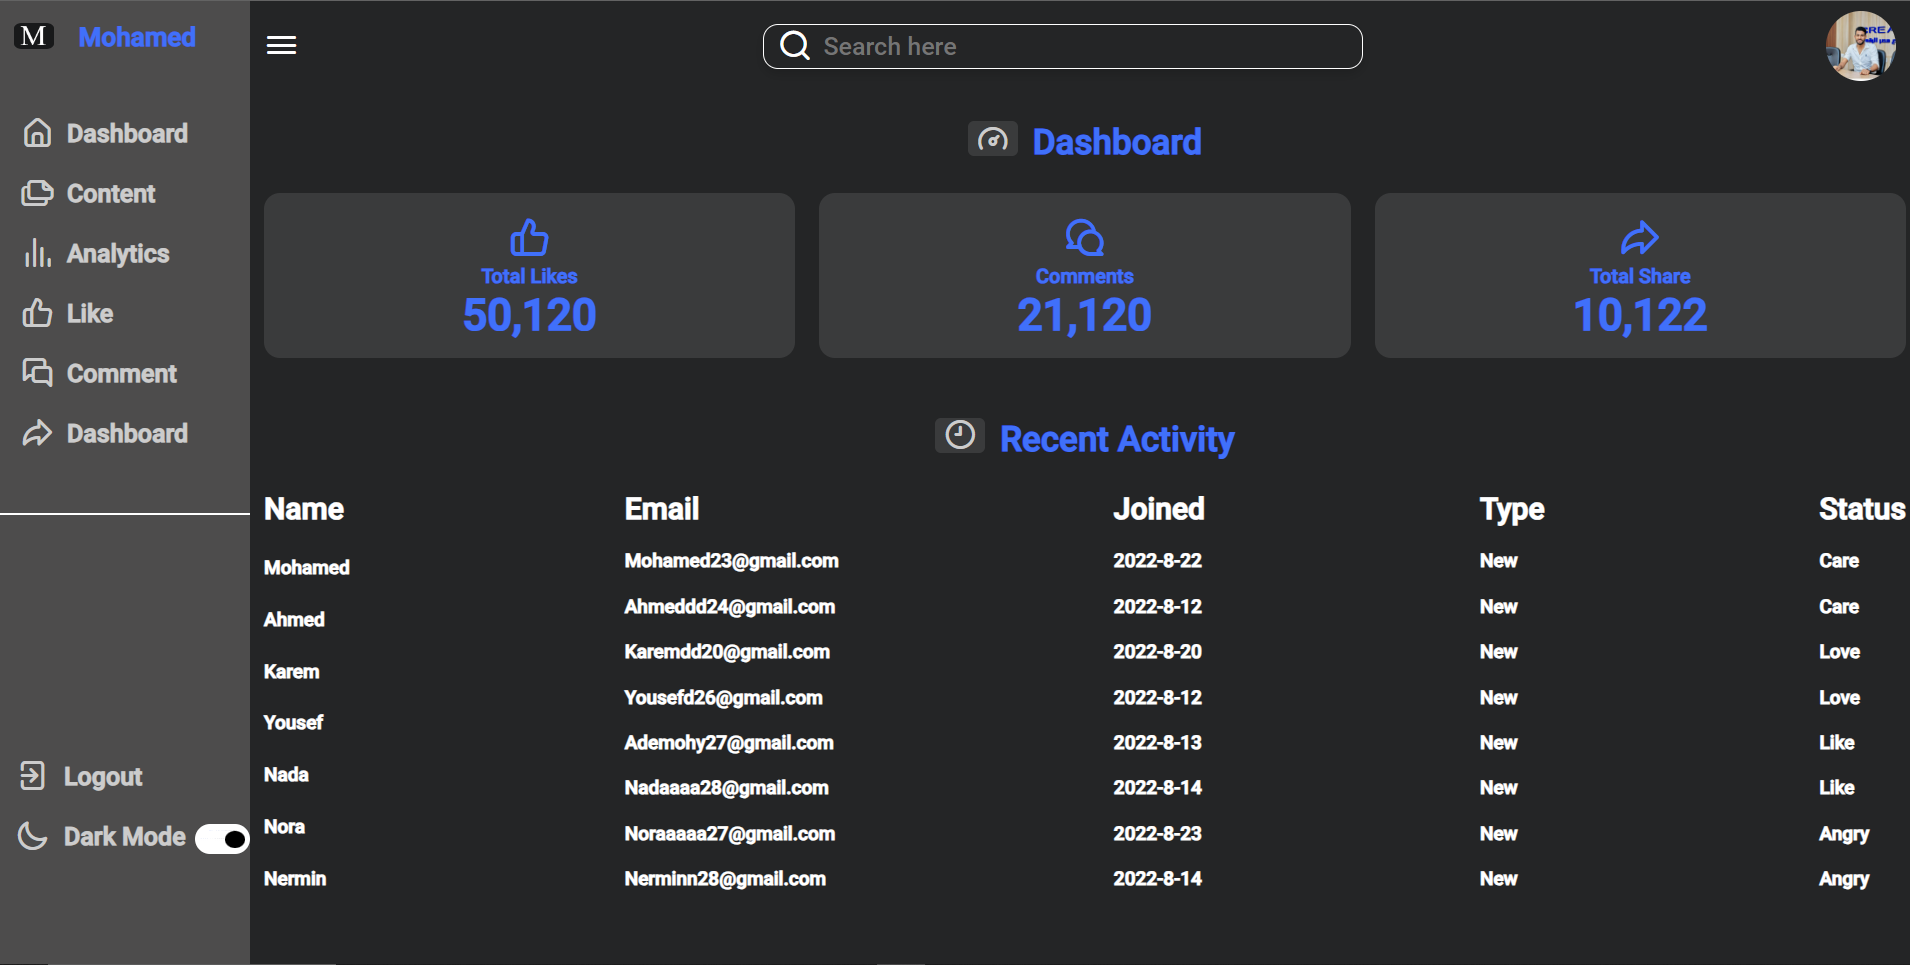 M Mohamed
Search here
Dashboard
Content
Analytics
Like
Comment
Dashboard
Logout
Dark Mode
Dashboard
Total Likes
50,120
Comments
21,120
Total Share
10,122
Recent Activity
Name Email Joined Type Status
Mohamed Mohamed23@gmail.com 2022-8-22 New Care
Ahmed Ahmeddd24@gmail.com 2022-8-12 New Care
Karem Karemdd20@gmail.com 2022-8-20 New Love
Yousef Yousefd26@gmail.com 2022-8-12 New Love
Nada Ademohy27@gmail.com 2022-8-13 New Like
Nora Nadaaaa28@gmail.com 2022-8-14 New Like
Nermin Noraaaaa27@gmail.com 2022-8-23 New Angry
Nerminn28@gmail.com 2022-8-14 New Angry